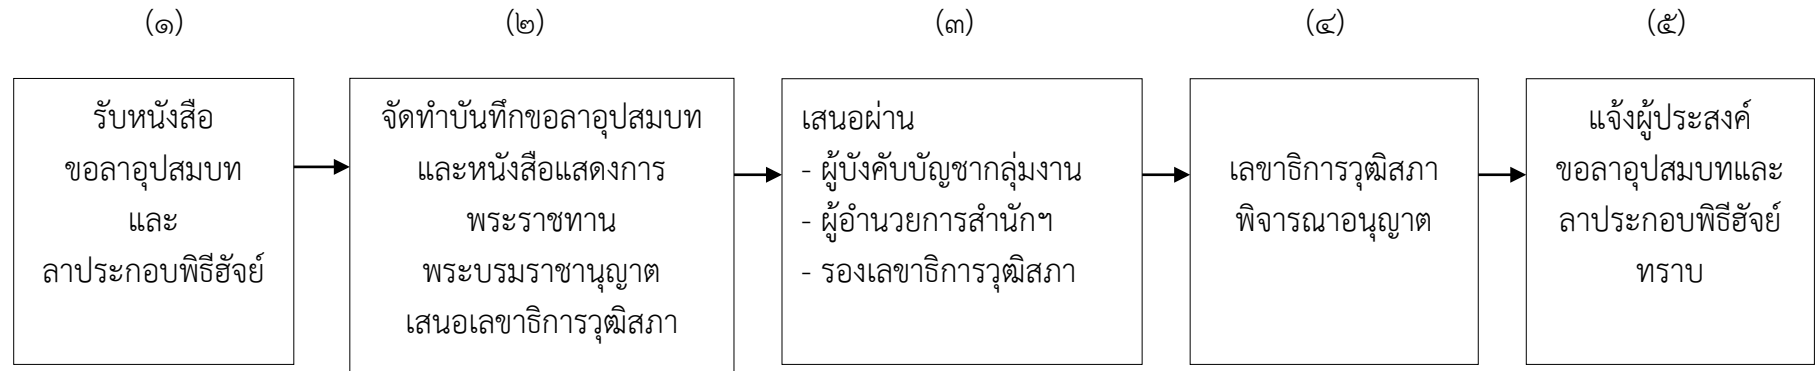 (๑)
(๒)
(๓)
(๔)
(๕)
รับหนังสือ
ขอลาอุปสมบท
และ
ลาประกอบพิธีฮัจย์
จัดทำบันทึกขอลาอุปสมบท
และหนังสือแสดงการ
พระราชทาน
พระบรมราชานุญาต
เสนอเลขาธิการวุฒิสภา
เสนอผ่าน
- ผู้บังคับบัญชากลุ่มงาน
- ผู้อำนวยการสำนักฯ
- รองเลขาธิการวุฒิสภา
เลขาธิการวุฒิสภา
พิจารณาอนุญาต
แจ้งผู้ประสงค์
ขอลาอุปสมบทและ
ลาประกอบพิธีฮัจย์
ทราบ